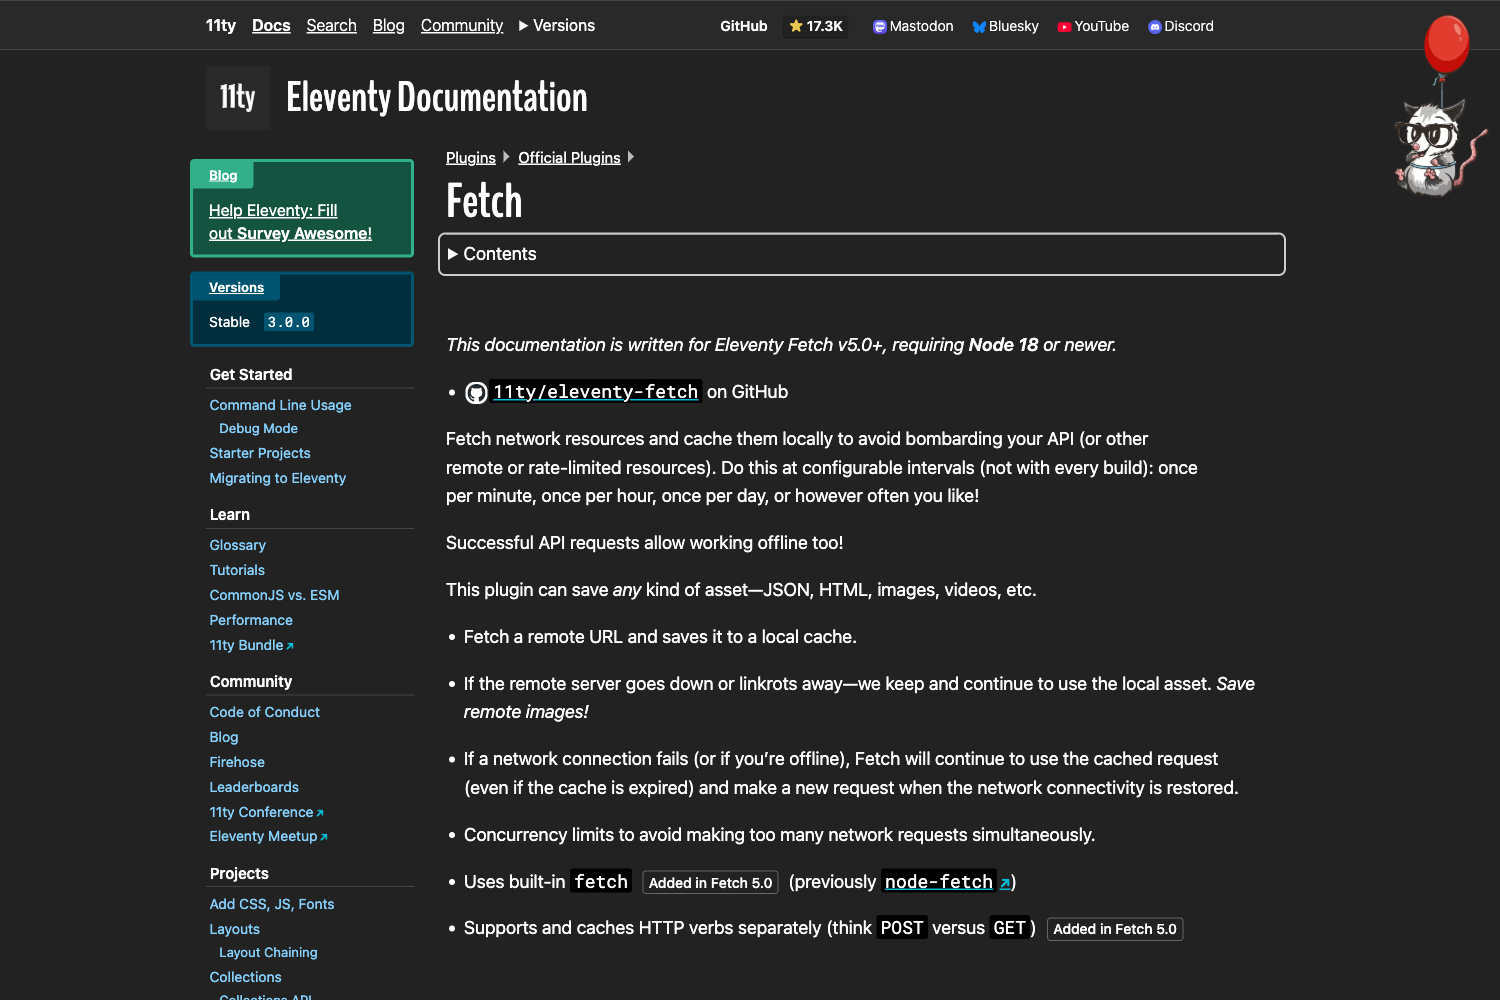 11ty Docs Search Blog Community Versions GitHub 17.3K Mastodon Bluesky YouTube Discord
11ty Eleventy Documentation
Blog
Help Eleventy: Fill
out Survey Awesome!
Versions
Stable 3.0.0
Get Started
Command Line Usage
Debug Mode
Starter Projects
Migrating to Eleventy
Learn
Glossary
Tutorials
CommonJS vs. ESM
Performance
11ty Bundle
Community
Code of Conduct
Blog
Firehose
Leaderboards
11ty Conference
Eleventy Meetup
Projects
Add CSS, JS, Fonts
Layouts
Layout Chaining
Collections
Collections API
Plugins Official Plugins
Fetch
Contents
This documentation is written for Eleventy Fetch v5.0+, requiring Node 18 or newer.
• 11ty/eleventy-fetch on GitHub
Fetch network resources and cache them locally to avoid bombarding your API (or other
remote or rate-limited resources). Do this at configurable intervals (not with every build): once
per minute, once per hour, once per day, or however often you like!
Successful API requests allow working offline too!
This plugin can save any kind of asset—JSON, HTML, images, videos, etc.
• Fetch a remote URL and saves it to a local cache.
• If the remote server goes down or linkrots away—we keep and continue to use the local asset. Save
remote images!
• If a network connection fails (or if you’re offline), Fetch will continue to use the cached request
(even if the cache is expired) and make a new request when the network connectivity is restored.
• Concurrency limits to avoid making too many network requests simultaneously.
• Uses built-in fetch Added in Fetch 5.0 (previously node-fetch)
• Supports and caches HTTP verbs separately (think POST versus GET) Added in Fetch 5.0